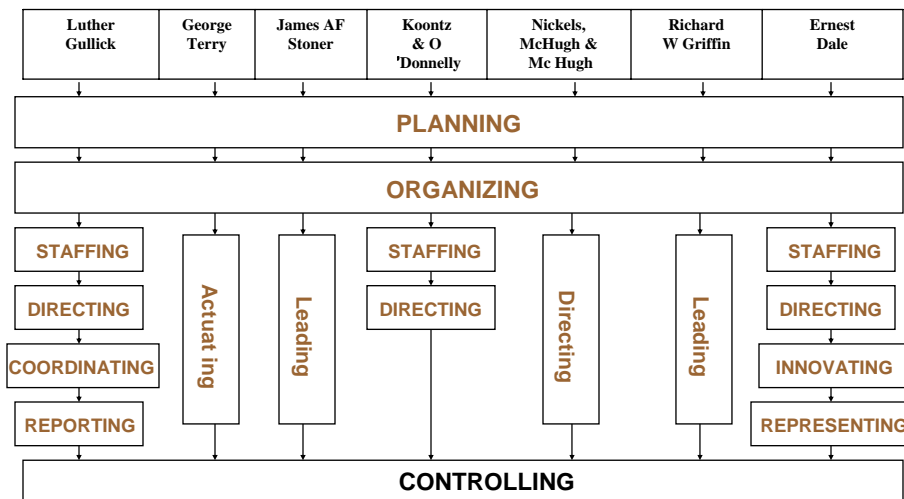 Luther
Gullick
George
Terry
James AF
Stoner
Koontz
& O
'Donnelly
Nickels,
McHugh &
Mc Hugh
Richard
W Griffin
Ernest
Dale
PLANNING
ORGANIZING
STAFFING
DIRECTING
COORDINATING
REPORTING
Actuat ing
Leading
STAFFING
DIRECTING
Directing
Leading
STAFFING
DIRECTING
INNOVATING
REPRESENTING
CONTROLLING